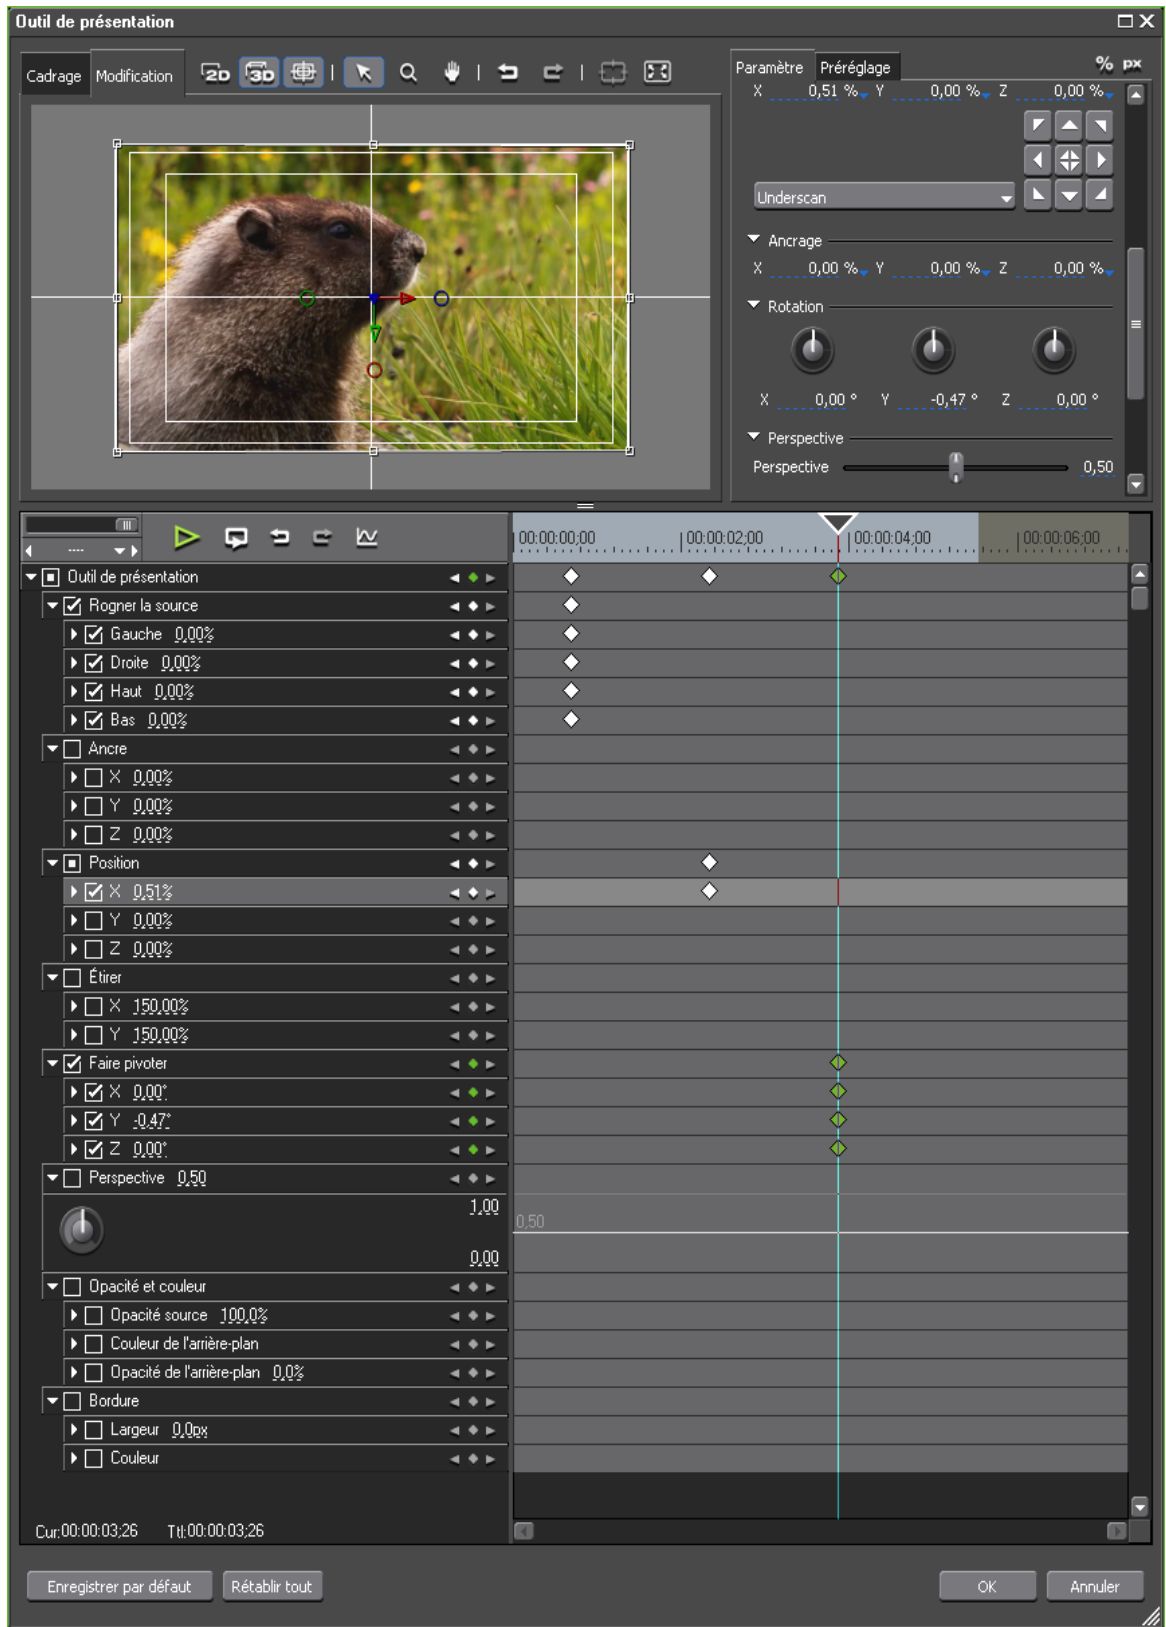 Outil de présentation
Cadrage Modification 2D 3D
Paramètre Préréglage % px
X 0,51 % Y 0,00 % Z 0,00 %
Underscan
Ancrage
X 0,00 % Y 0,00 % Z 0,00 %
Rotation
X 0,00 ° Y -0,47 ° Z 0,00 °
Perspective
Perspective 0,50
00:00:00;00 00:00:02;00 00:00:04;00 00:00:06;00
Outil de présentation
Rogner la source
Gauche 0,00%
Droite 0,00%
Haut 0,00%
Bas 0,00%
Ancre
X 0,00%
Y 0,00%
Z 0,00%
Position
X 0,51%
Y 0,00%
Z 0,00%
Étirer
X 150,00%
Y 150,00%
Faire pivoter
X 0,00°
Y -0,47°
Z 0,00°
Perspective 0,50
1,00
0,50
0,00
Opacité et couleur
Opacité source 100,0%
Couleur de l'arrière-plan
Opacité de l'arrière-plan 0,0%
Bordure
Largeur 0,0px
Couleur
Cur:00:00:03;26 Ttl:00:00:03;26
Enregistrer par défaut Rétablir tout OK Annuler